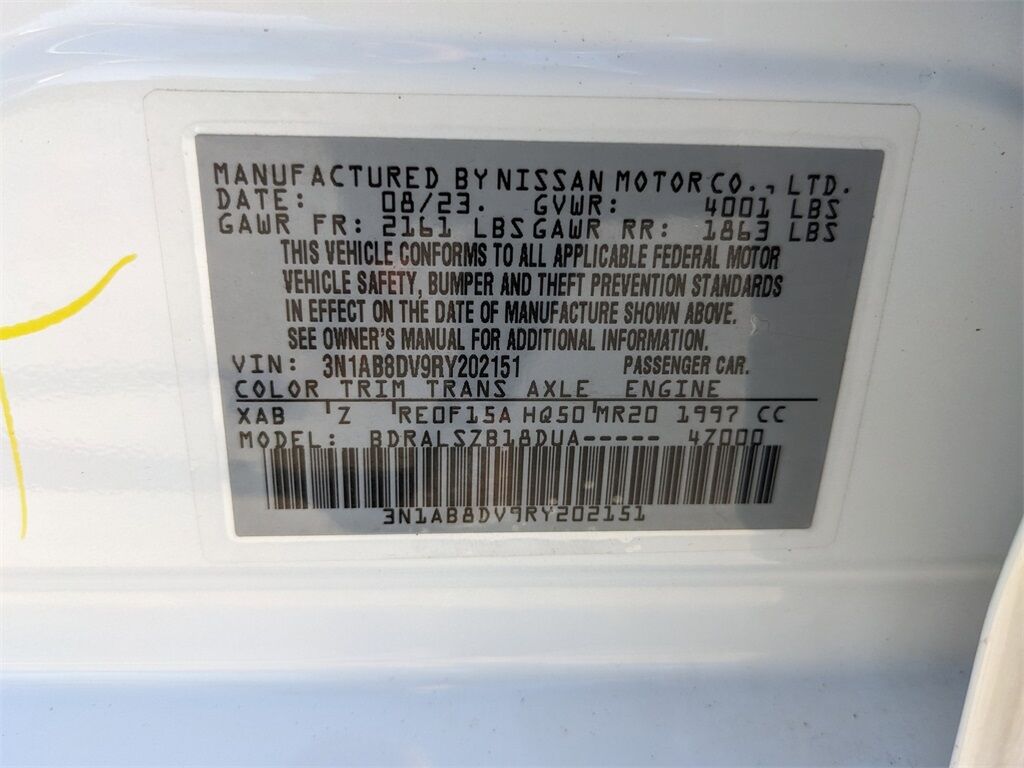 MANUFACTURED BY NISSAN MOTOR CO., LTD.
DATE: 08/23. GVWR: 4001 LBS
GAWR FR: 2161 LBS GAWR RR: 1863 LBS
THIS VEHICLE CONFORMS TO ALL APPLICABLE FEDERAL MOTOR
VEHICLE SAFETY, BUMPER AND THEFT PREVENTION STANDARDS
IN EFFECT ON THE DATE OF MANUFACTURE SHOWN ABOVE.
SEE OWNER'S MANUAL FOR ADDITIONAL INFORMATION.
VIN: 3N1AB8DV9RY202151 PASSENGER CAR.
COLOR TRIM TRANS AXLE ENGINE
XAB Z RE0F15A HQ50 MR20 1997 CC
MODEL: BDRALSZB18DUA----- 4Z000
3N1AB8DV9RY202151